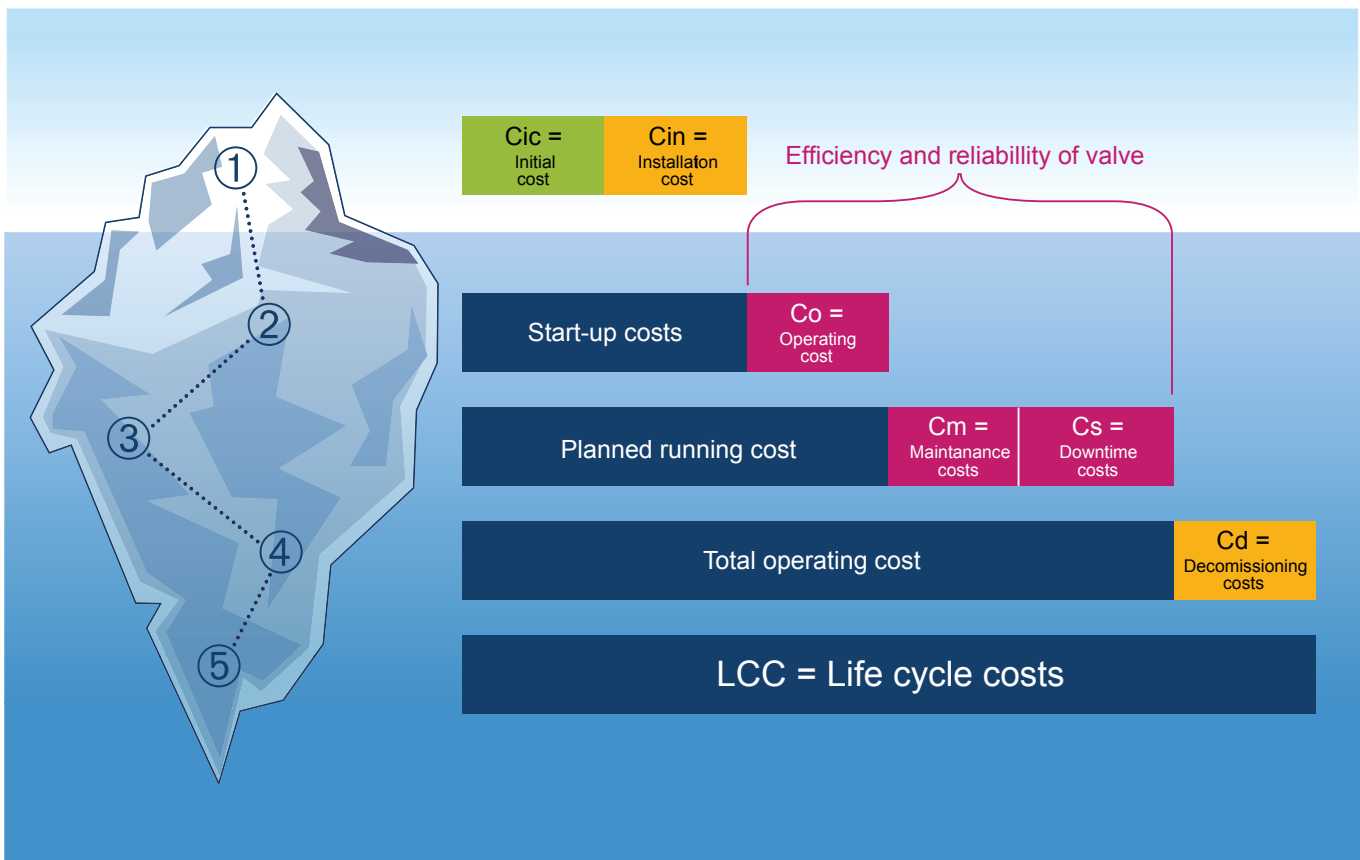 ①
Cic =
Initial
cost
Cin =
Installaton
cost
Efficiency and reliabillity of valve
②
Start-up costs
Co =
Operating
cost
③
Planned running cost
Cm =
Maintanance
costs
Cs =
Downtime
costs
④
Total operating cost
Cd =
Decomissioning
costs
⑤
LCC = Life cycle costs